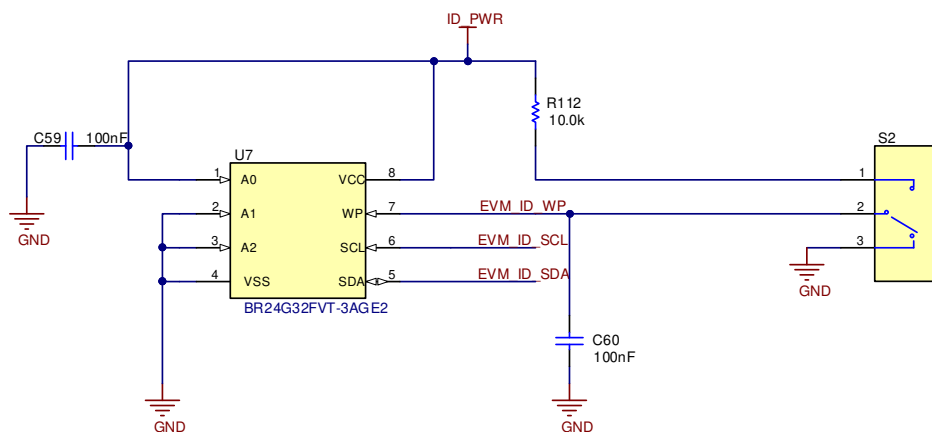 ID_PWR
R112
10.0k
C59
100nF
S2
U7
1
A0
VCC
8
1
2
A1
WP
7
EVM_ID_WP
2
3
A2
SCL
6
EVM_ID_SCL
3
4
VSS
SDA
5
EVM_ID_SDA
GND
GND
BR24G32FVT-3AGE2
C60
100nF
GND
GND